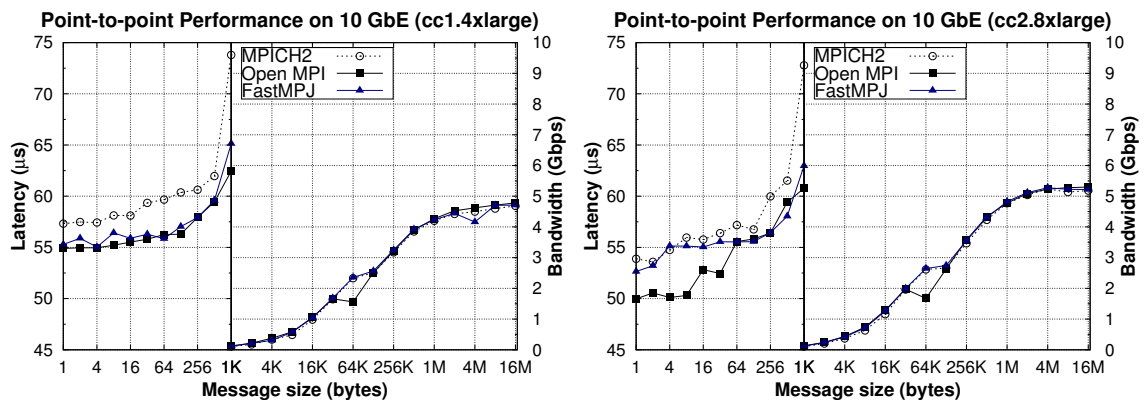 Point-to-point Performance on 10 GbE (cc1.4xlarge)
MPICH2
Open MPI
FastMPJ
Latency (μs)
75
70
65
60
55
50
45
Bandwidth (Gbps)
10
9
8
7
6
5
4
3
2
1
0
1 4 16 64 256 1K 4K 16K 64K 256K 1M 4M 16M
Message size (bytes)
Point-to-point Performance on 10 GbE (cc2.8xlarge)
MPICH2
Open MPI
FastMPJ
Latency (μs)
75
70
65
60
55
50
45
Bandwidth (Gbps)
10
9
8
7
6
5
4
3
2
1
0
1 4 16 64 256 1K 4K 16K 64K 256K 1M 4M 16M
Message size (bytes)